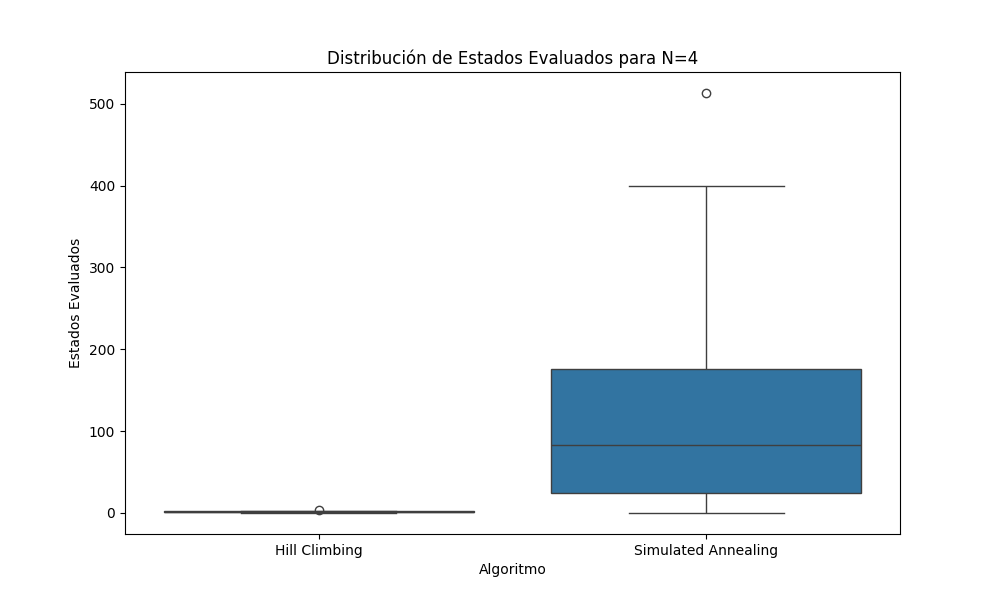 Distribución de Estados Evaluados para N=4
500
400
300
200
100
0
Estados Evaluados
Hill Climbing
Simulated Annealing
Algoritmo